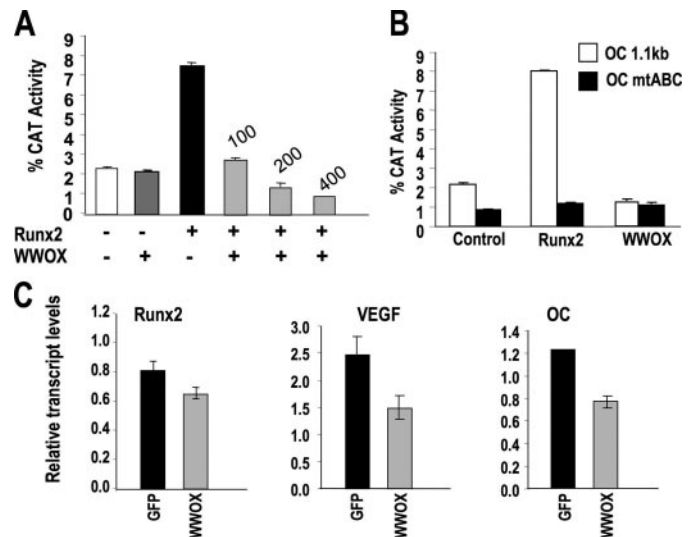 A
% CAT Activity
9
8
7
6
5
4
3
2
1
0
100
200
400
Runx2 - - + + + +
WWOX - + - + + +
B
OC 1.1kb
OC mtABC
% CAT Activity
9
8
7
6
5
4
3
2
1
0
Control Runx2 WWOX
C
Relative transcript levels
Runx2
1.2
1.0
0.8
0.6
0.4
0.2
0.0
GFP
WWOX
VEGF
3.0
2.5
2.0
1.5
1.0
0.5
0.0
GFP
WWOX
OC
1.4
1.2
1.0
0.8
0.6
0.4
0.2
0.0
GFP
WWOX